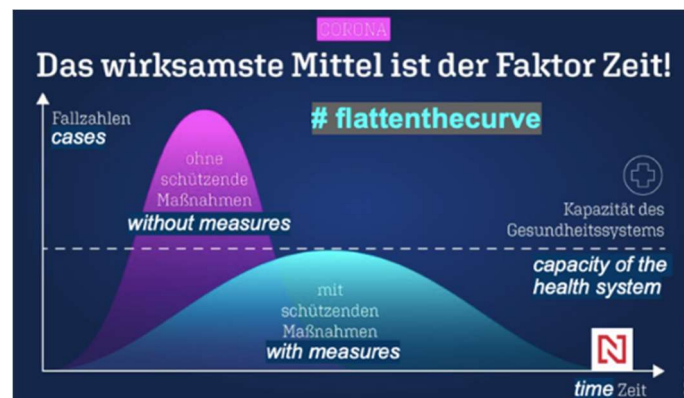 CORONA
Das wirksamste Mittel ist der Faktor Zeit!
Fallzahlen
cases
# flattenthecurve
ohne
schützende
Maßnahmen
without measures
Kapazität des
Gesundheitssystems
capacity of the
health system
mit
schützenden
Maßnahmen
with measures
N
time Zeit